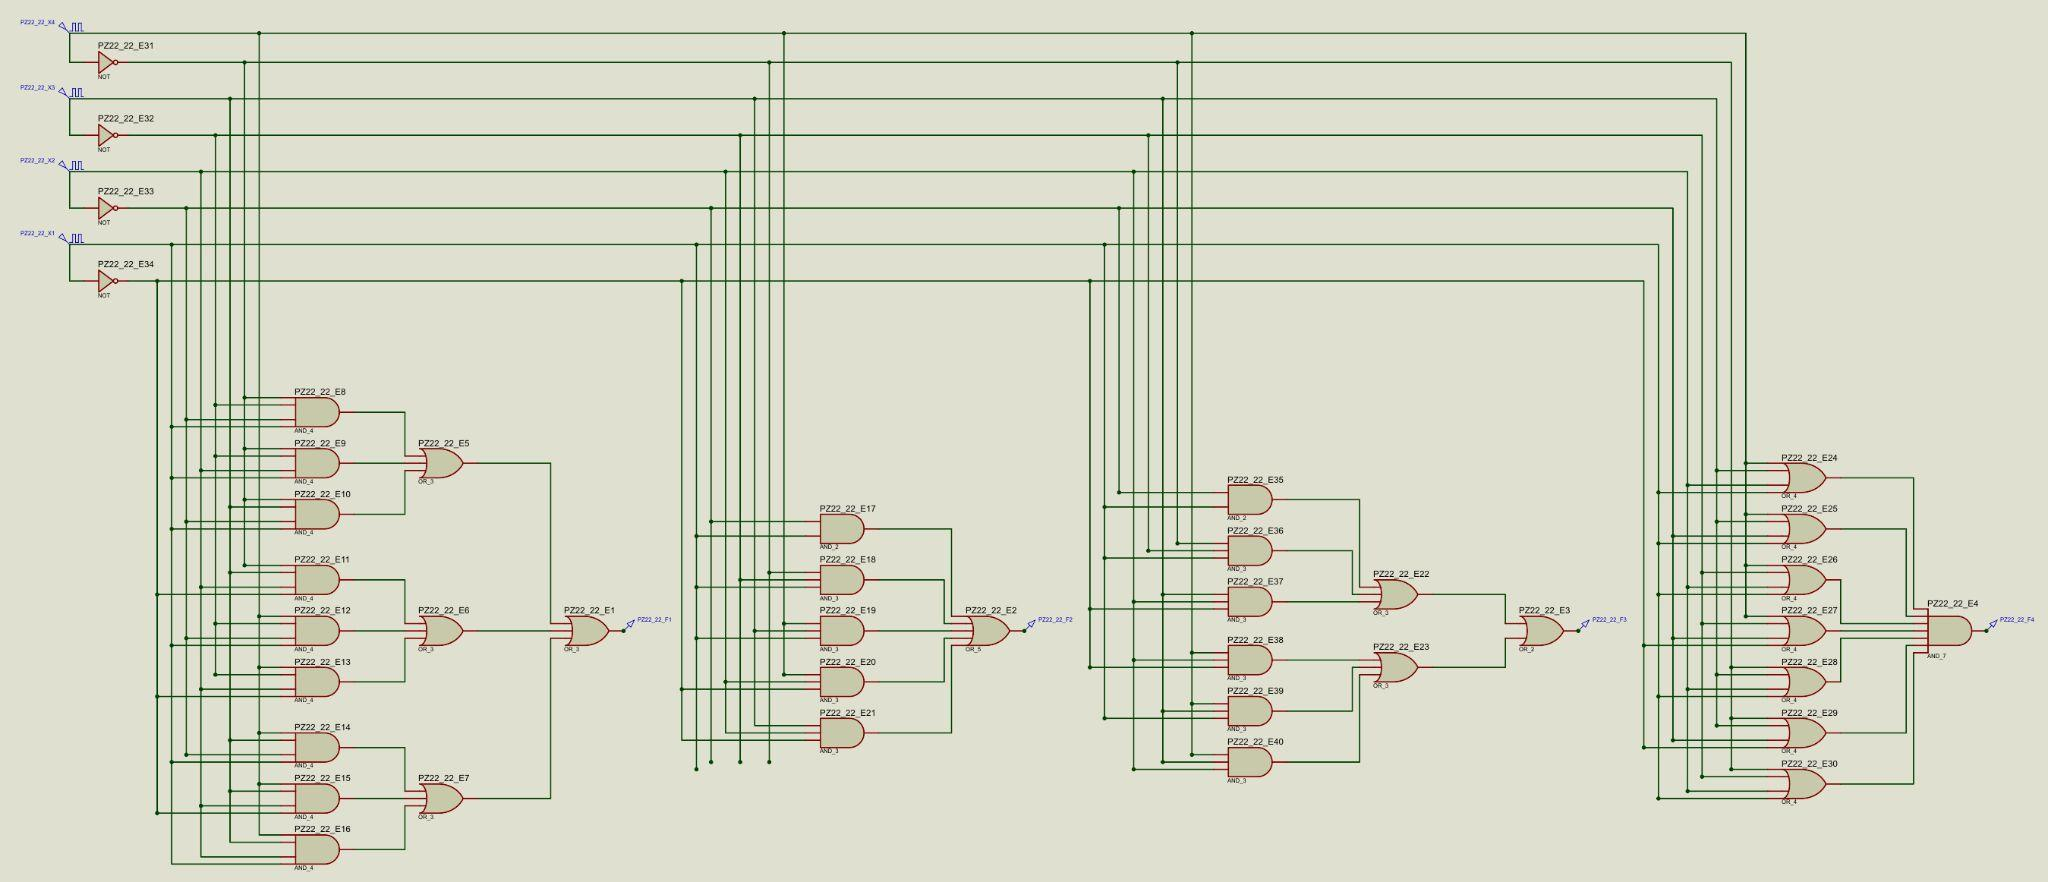 PZ22_22_X4
PZ22_22_E31
NOT
PZ22_22_X3
PZ22_22_E32
NOT
PZ22_22_X2
PZ22_22_E33
NOT
PZ22_22_X1
PZ22_22_E34
NOT
PZ22_22_E8
AND_4
PZ22_22_E9
AND_4
PZ22_22_E10
AND_4
PZ22_22_E5
OR_3
PZ22_22_E11
AND_4
PZ22_22_E12
AND_4
PZ22_22_E13
AND_4
PZ22_22_E6
OR_3
PZ22_22_E1
OR_3
PZ22_22_F1
PZ22_22_E14
AND_4
PZ22_22_E15
AND_4
PZ22_22_E16
AND_4
PZ22_22_E7
OR_3
PZ22_22_E17
AND_2
PZ22_22_E18
AND_3
PZ22_22_E19
AND_3
PZ22_22_E20
AND_3
PZ22_22_E21
AND_3
PZ22_22_E2
OR_5
PZ22_22_F2
PZ22_22_E35
AND_2
PZ22_22_E36
AND_3
PZ22_22_E37
AND_3
PZ22_22_E22
OR_3
PZ22_22_E38
AND_3
PZ22_22_E39
AND_3
PZ22_22_E40
AND_3
PZ22_22_E23
OR_3
PZ22_22_E3
OR_2
PZ22_22_F3
PZ22_22_E24
OR_4
PZ22_22_E25
OR_4
PZ22_22_E26
OR_4
PZ22_22_E27
OR_4
PZ22_22_E28
OR_4
PZ22_22_E29
OR_4
PZ22_22_E30
OR_4
PZ22_22_E4
AND_7
PZ22_22_F4